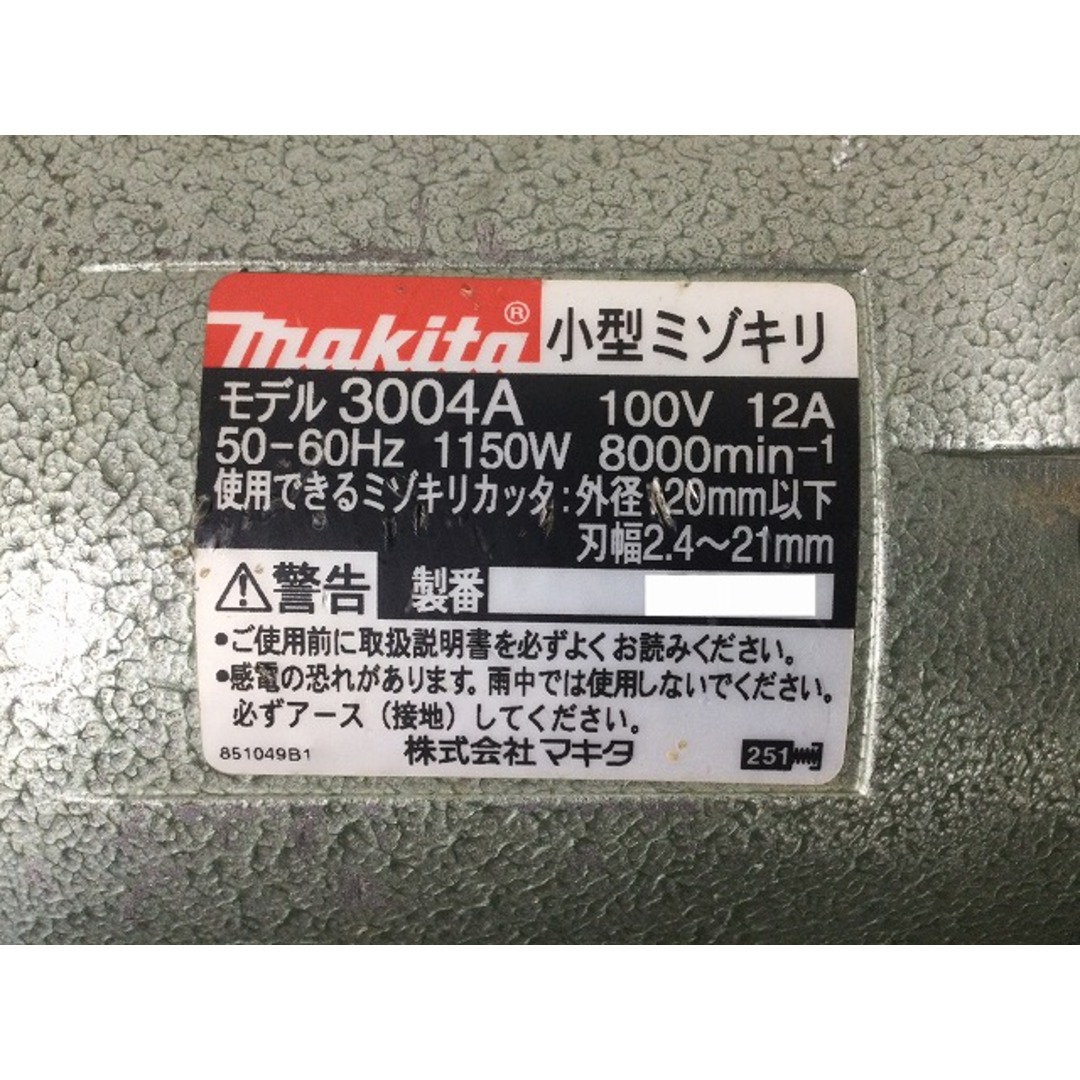 makita® 小型ミゾキリ
モデル 3004A 100V 12A
50-60Hz 1150W 8000min-1
使用できるミゾキリカッタ:外径 20mm以下
刃幅2.4~21mm
⚠警告 製番
•ご使用前に取扱説明書を必ずよくお読みください。
•感電の恐れがあります。雨中では使用しないでください。
必ずアース(接地)してください。
851049B1 株式会社マキタ 251